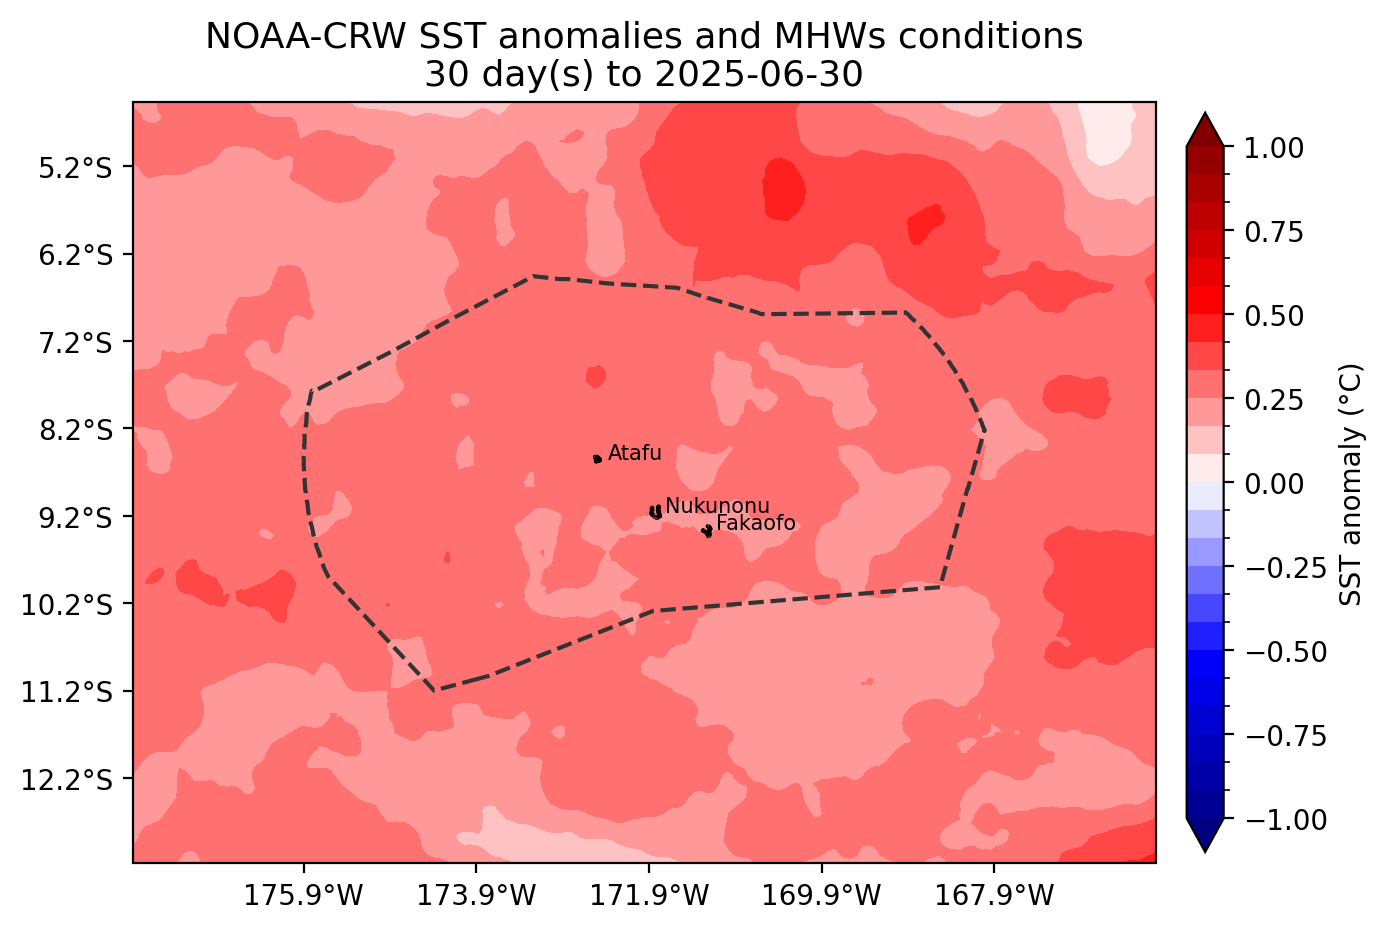 NOAA-CRW SST anomalies and MHWs conditions
30 day(s) to 2025-06-30
5.2°S
6.2°S
7.2°S
8.2°S
9.2°S
10.2°S
11.2°S
12.2°S
Atafu
Nukunonu
Fakaofo
175.9°W
173.9°W
171.9°W
169.9°W
167.9°W
1.00
0.75
0.50
0.25
0.00
−0.25
−0.50
−0.75
−1.00
SST anomaly (°C)